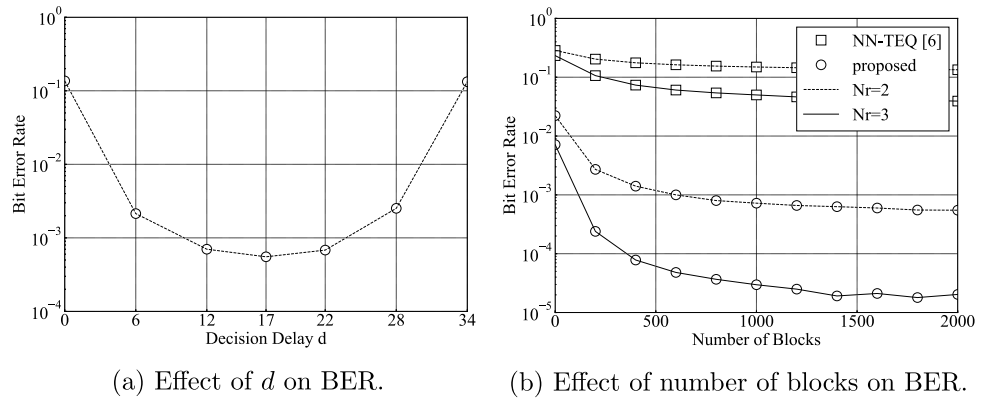 10^0
10^-1
10^-2
10^-3
10^-4
Bit Error Rate
0 6 12 17 22 28 34
Decision Delay d
(a) Effect of d on BER.
10^0
10^-1
10^-2
10^-3
10^-4
10^-5
Bit Error Rate
NN-TEQ [6]
proposed
Nr=2
Nr=3
0 500 1000 1500 2000
Number of Blocks
(b) Effect of number of blocks on BER.